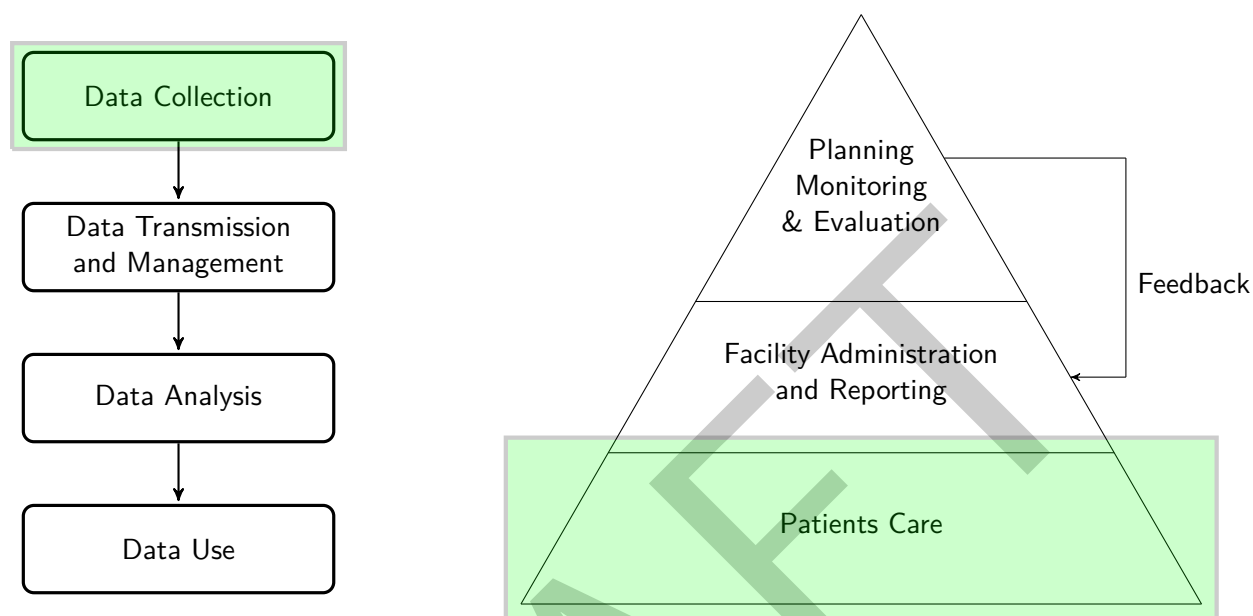 Data Collection
Data Transmission
and Management
Data Analysis
Data Use
Planning
Monitoring
& Evaluation
Feedback
Facility Administration
and Reporting
Patients Care